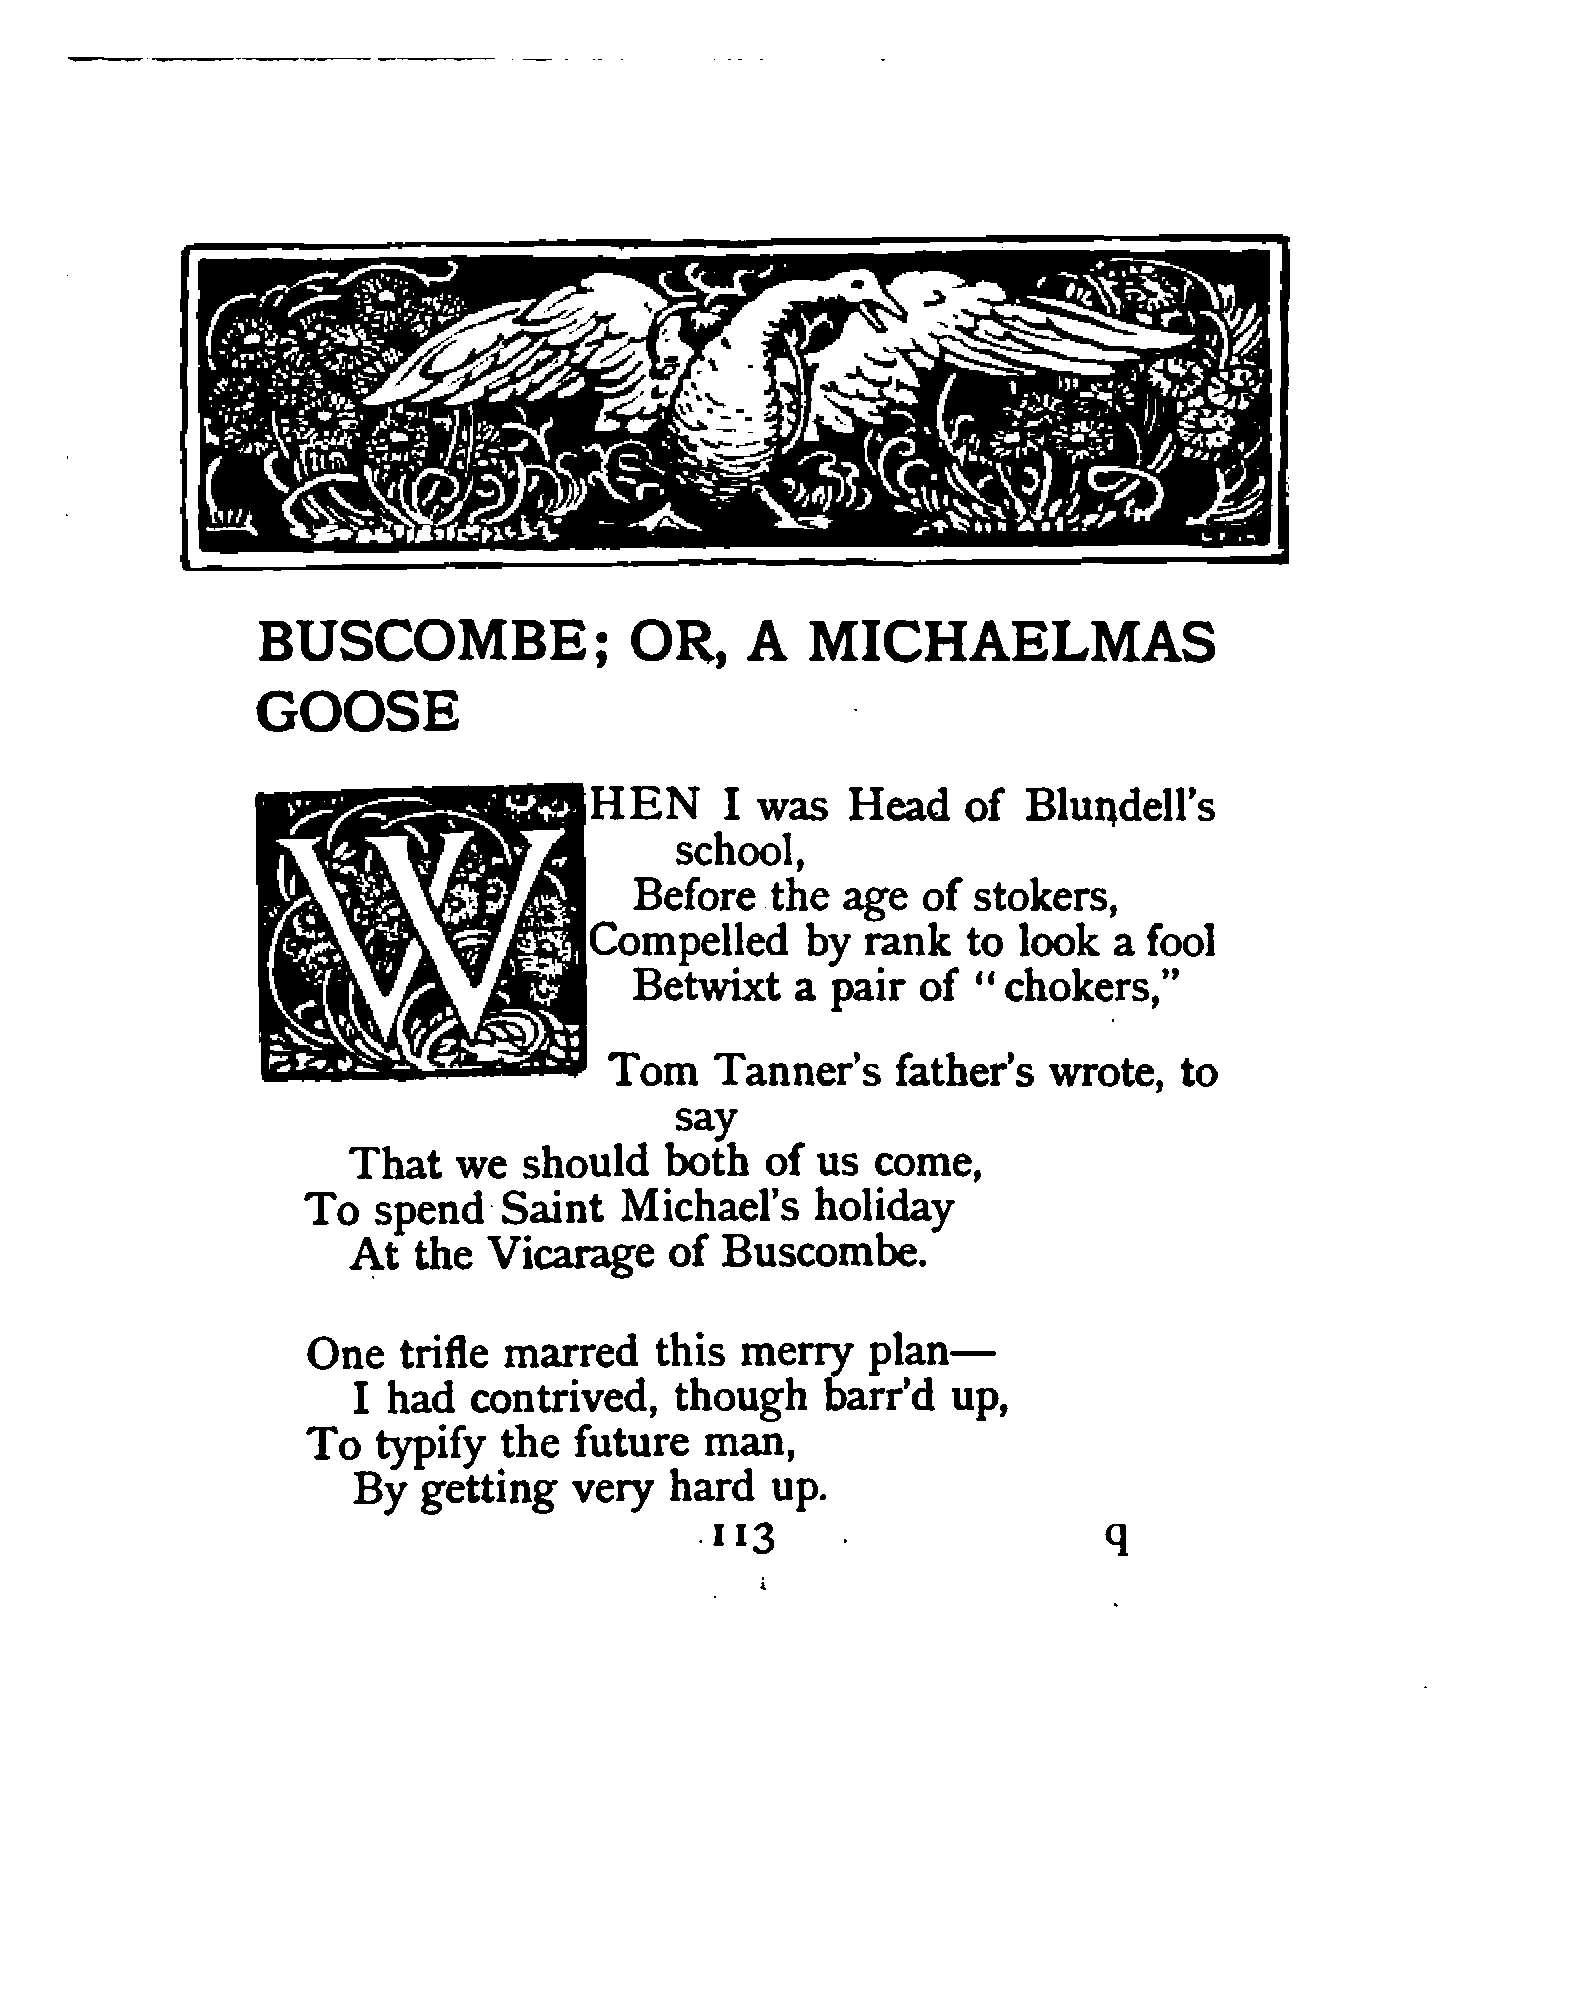 BUSCOMBE; OR, A MICHAELMAS
GOOSE
WHEN I was Head of Blundell's
school,
Before the age of stokers,
Compelled by rank to look a fool
Betwixt a pair of "chokers,"
Tom Tanner's father's wrote, to
say
That we should both of us come,
To spend Saint Michael's holiday
At the Vicarage of Buscombe.
One trifle marred this merry plan—
I had contrived, though barr'd up,
To typify the future man,
By getting very hard up.
113 q